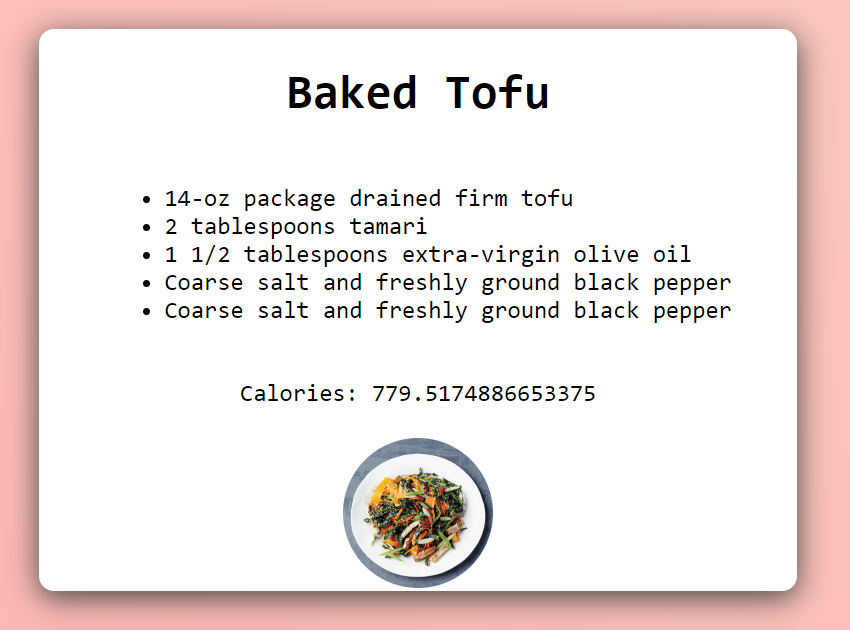 Baked Tofu
• 14-oz package drained firm tofu
• 2 tablespoons tamari
• 1 1/2 tablespoons extra-virgin olive oil
• Coarse salt and freshly ground black pepper
• Coarse salt and freshly ground black pepper
Calories: 779.5174886653375